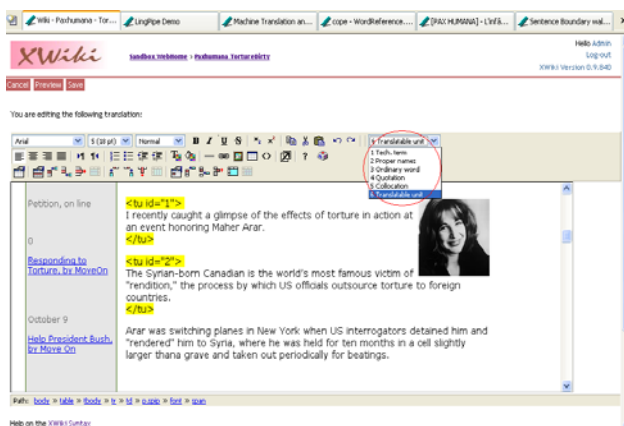 Wiki - Paxhumana - Tor...
LingPipe Demo
Machine Translation an...
cope - WordReference....
[PAX HUMANA] - L'infâ...
Sentence Boundary wal...
XWiki
Sandbox WebHome > Paxhumana TortureDirty
Hello Admin
Log-out
XWiki Version 0.9.840
Cancel Preview Save
You are editing the following translation:
Arial 5 (18 pt) Normal B I U S 6 Translatable unit
1 Tech. term
2 Proper names
3 Ordinary word
4 Quotation
5 Collocation
6 Translatable unit
Petition, on line
0
Responding to
Torture, by MoveOn
October 9
Help President Bush,
by Move On
<tu id="1">
I recently caught a glimpse of the effects of torture in action at
an event honoring Maher Arar.
</tu>
<tu id="2">
The Syrian-born Canadian is the world's most famous victim of
"rendition," the process by which US officials outsource torture to foreign
countries.
</tu>
Arar was switching planes in New York when US interrogators detained him and
"rendered" him to Syria, where he was held for ten months in a cell slightly
larger thana grave and taken out periodically for beatings.
Path: body » table » tbody » tr » td » p.spip » font » span
Help on the XWiki Syntax